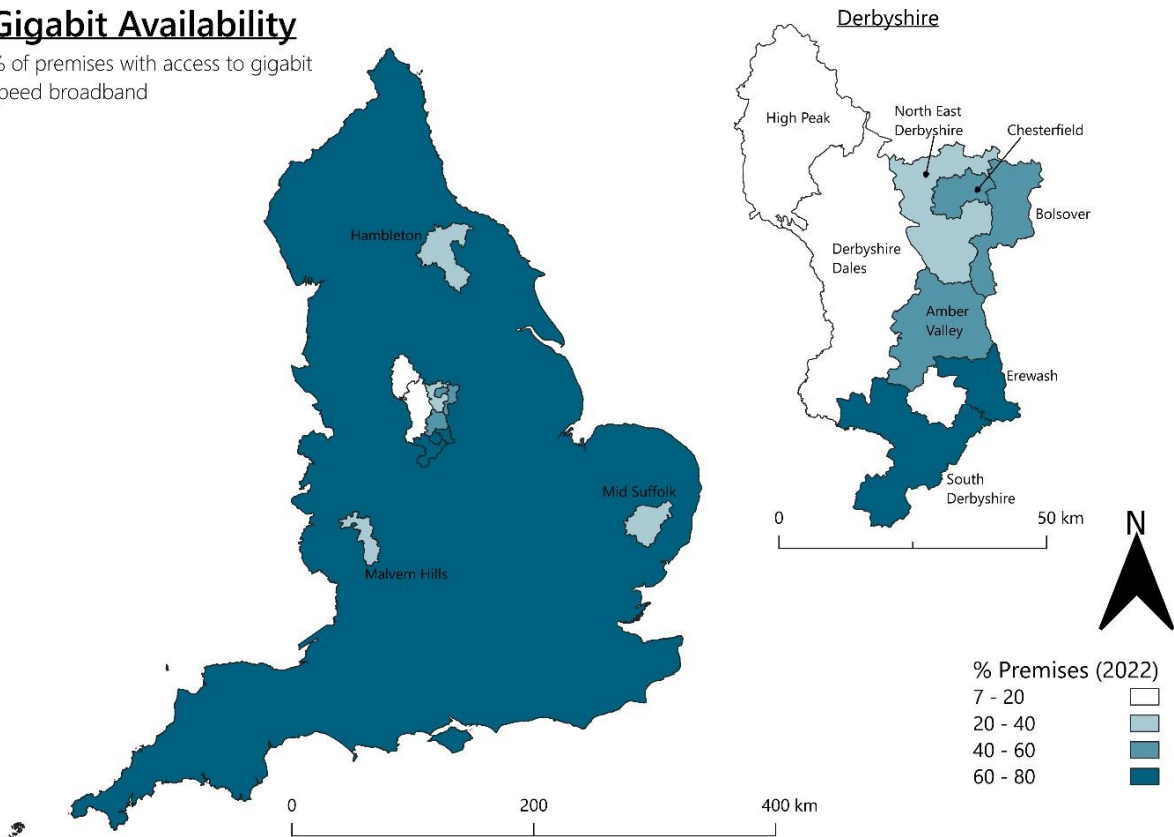 Gigabit Availability
% of premises with access to gigabit
speed broadband
Derbyshire
High Peak
North East
Derbyshire
Chesterfield
Bolsover
Derbyshire
Dales
Amber
Valley
Erewash
South
Derbyshire
0 50 km
N
Hambleton
Mid Suffolk
Malvern Hills
% Premises (2022)
7 - 20
20 - 40
40 - 60
60 - 80
0 200 400 km